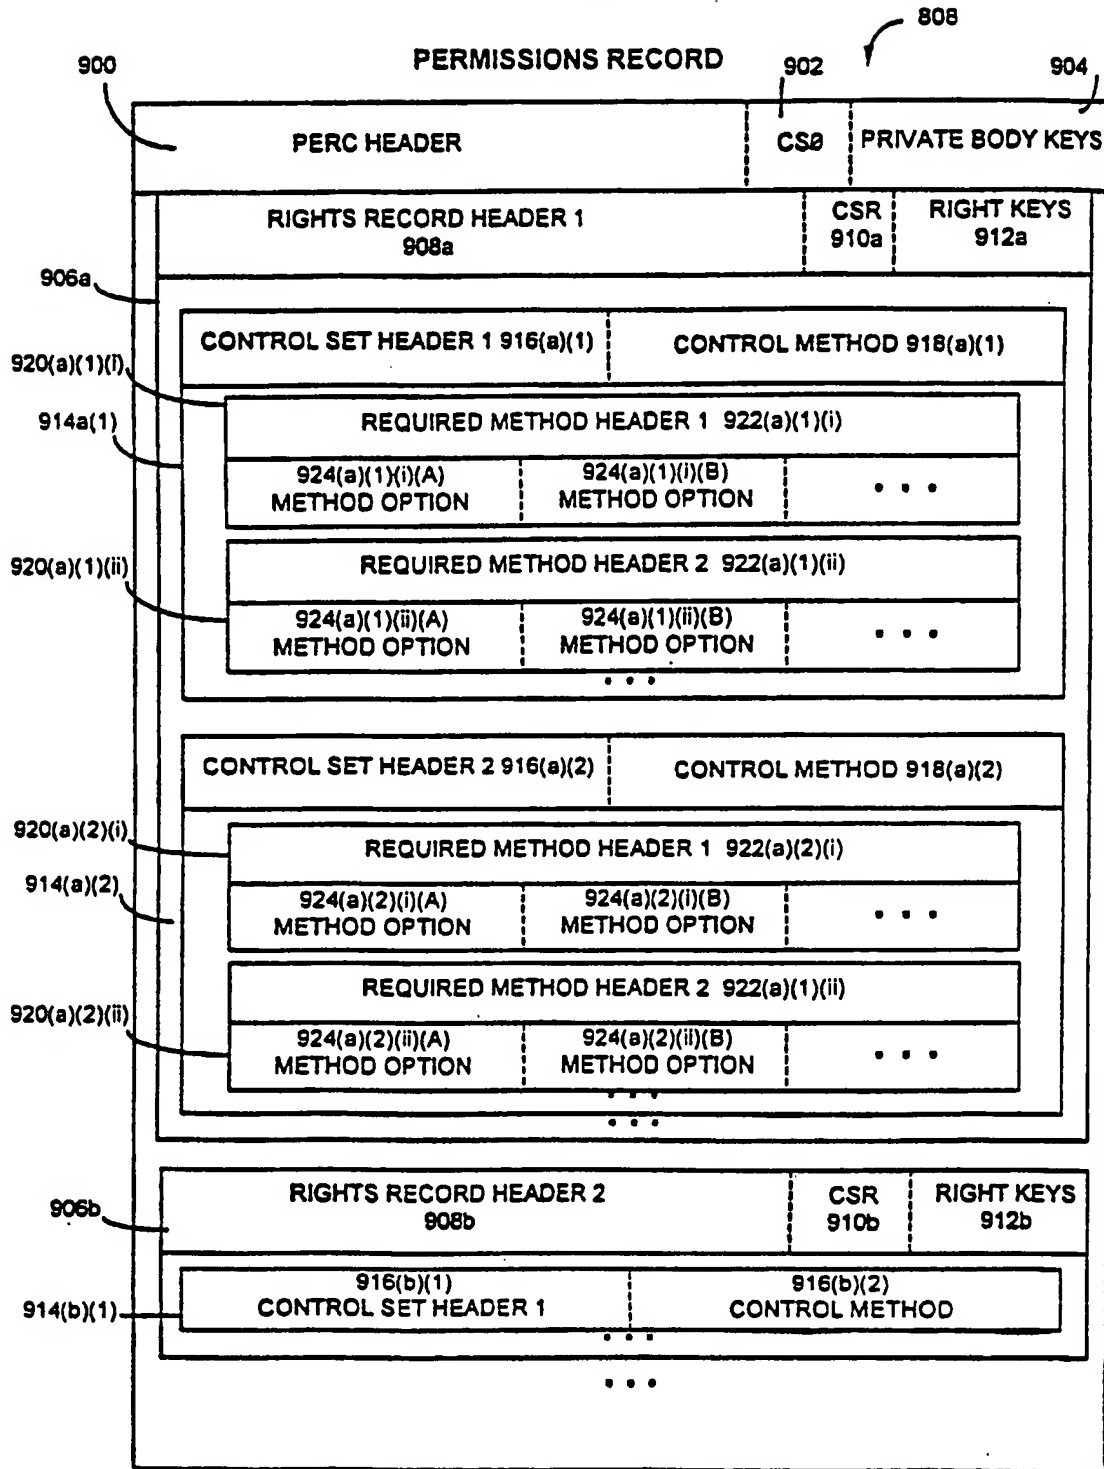 808
PERMISSIONS RECORD
900
902
904
PERC HEADER
CS0
PRIVATE BODY KEYS
RIGHTS RECORD HEADER 1
908a
CSR
910a
RIGHT KEYS
912a
906a
CONTROL SET HEADER 1 916(a)(1)
CONTROL METHOD 918(a)(1)
920(a)(1)(i)
REQUIRED METHOD HEADER 1 922(a)(1)(i)
914a(1)
924(a)(1)(i)(A)
METHOD OPTION
924(a)(1)(i)(B)
METHOD OPTION
• • •
920(a)(1)(ii)
REQUIRED METHOD HEADER 2 922(a)(1)(ii)
924(a)(1)(ii)(A)
METHOD OPTION
924(a)(1)(ii)(B)
METHOD OPTION
• • •
• • •
CONTROL SET HEADER 2 916(a)(2)
CONTROL METHOD 918(a)(2)
920(a)(2)(i)
REQUIRED METHOD HEADER 1 922(a)(2)(i)
914(a)(2)
924(a)(2)(i)(A)
METHOD OPTION
924(a)(2)(i)(B)
METHOD OPTION
• • •
REQUIRED METHOD HEADER 2 922(a)(1)(ii)
920(a)(2)(ii)
924(a)(2)(ii)(A)
METHOD OPTION
924(a)(2)(ii)(B)
METHOD OPTION
• • •
• • •
• • •
906b
RIGHTS RECORD HEADER 2
908b
CSR
910b
RIGHT KEYS
912b
914(b)(1)
916(b)(1)
CONTROL SET HEADER 1
916(b)(2)
CONTROL METHOD
• • •
• • •